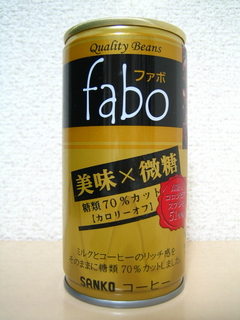 Quality Beans
ファボ
fabo
美味×微糖
糖類70%カット
【カロリーオフ】
ミルクとコーヒーのリッチ感を
そのままに糖類70%カットしました
SANKO コーヒー